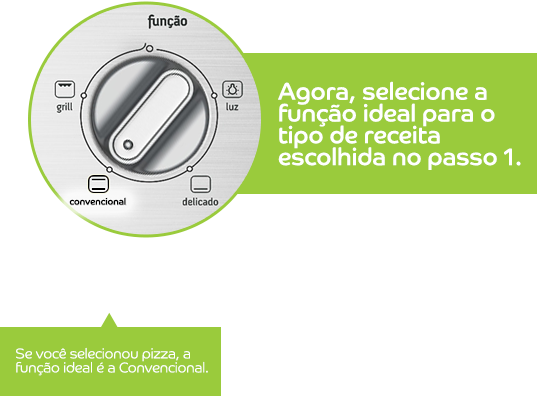 função
grill
luz
convencional
delicado
Agora, selecione a
função ideal para o
tipo de receita
escolhida no passo 1.
Se você selecionou pizza, a
função ideal é a Convencional.